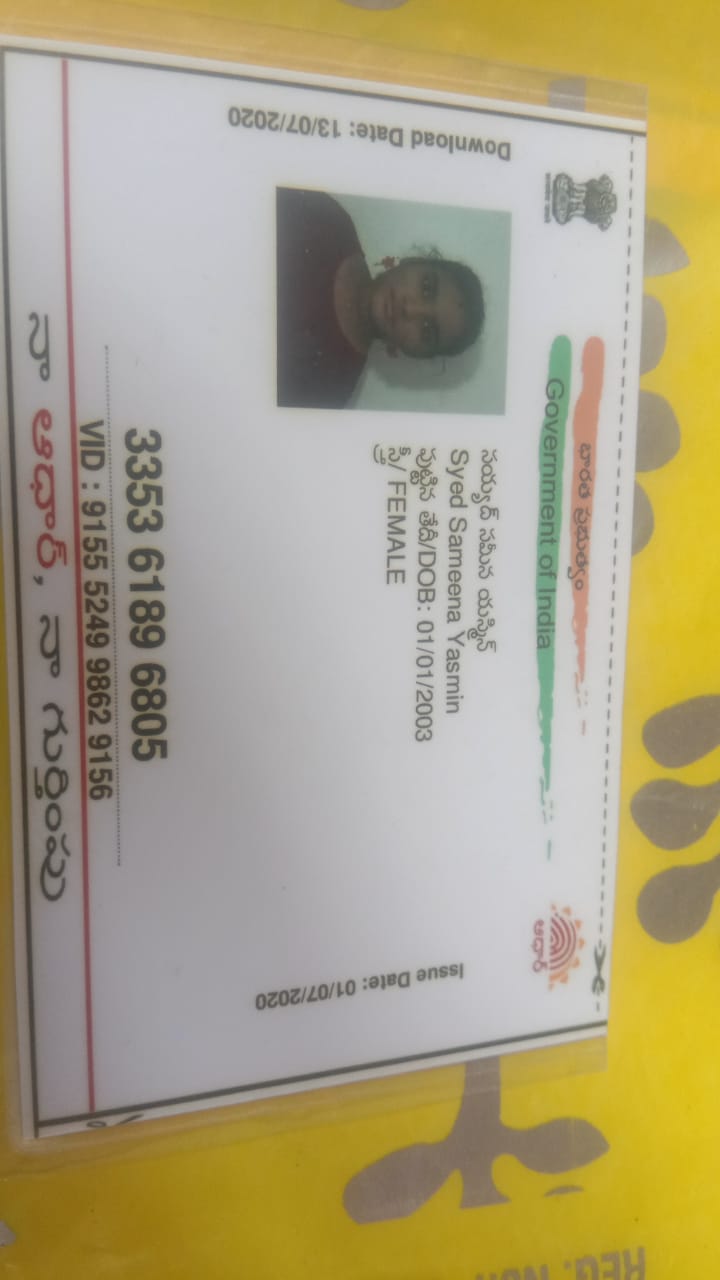 భారత ప్రభుత్వం
Government of India
Download Date: 13/07/2020
సయ్యద్ సమీన యస్మిన్
Syed Sameena Yasmin
పుట్టిన తేదీ/DOB: 01/01/2003
స్త్రీ/ FEMALE
Issue Date: 01/07/2020
ఆధార్
3353 6189 6805
VID : 9155 5249 9862 9156
నా ఆధార్, నా గుర్తింపు
REG.